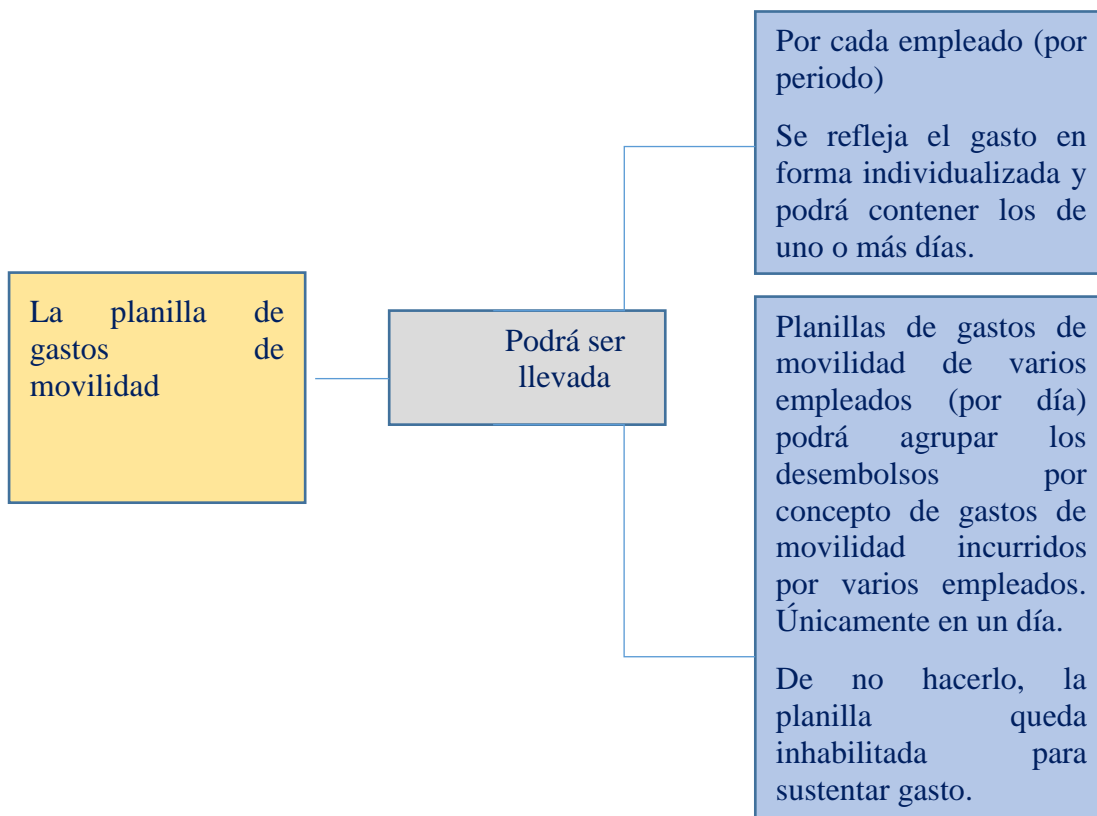 La planilla de
gastos de
movilidad
Podrá ser
llevada
Por cada empleado (por
periodo)
Se refleja el gasto en
forma individualizada y
podrá contener los de
uno o más días.
Planillas de gastos de
movilidad de varios
empleados (por día)
podrá agrupar los
desembolsos por
concepto de gastos de
movilidad incurridos
por varios empleados.
Únicamente en un día.
De no hacerlo, la
planilla queda
inhabilitada para
sustentar gasto.